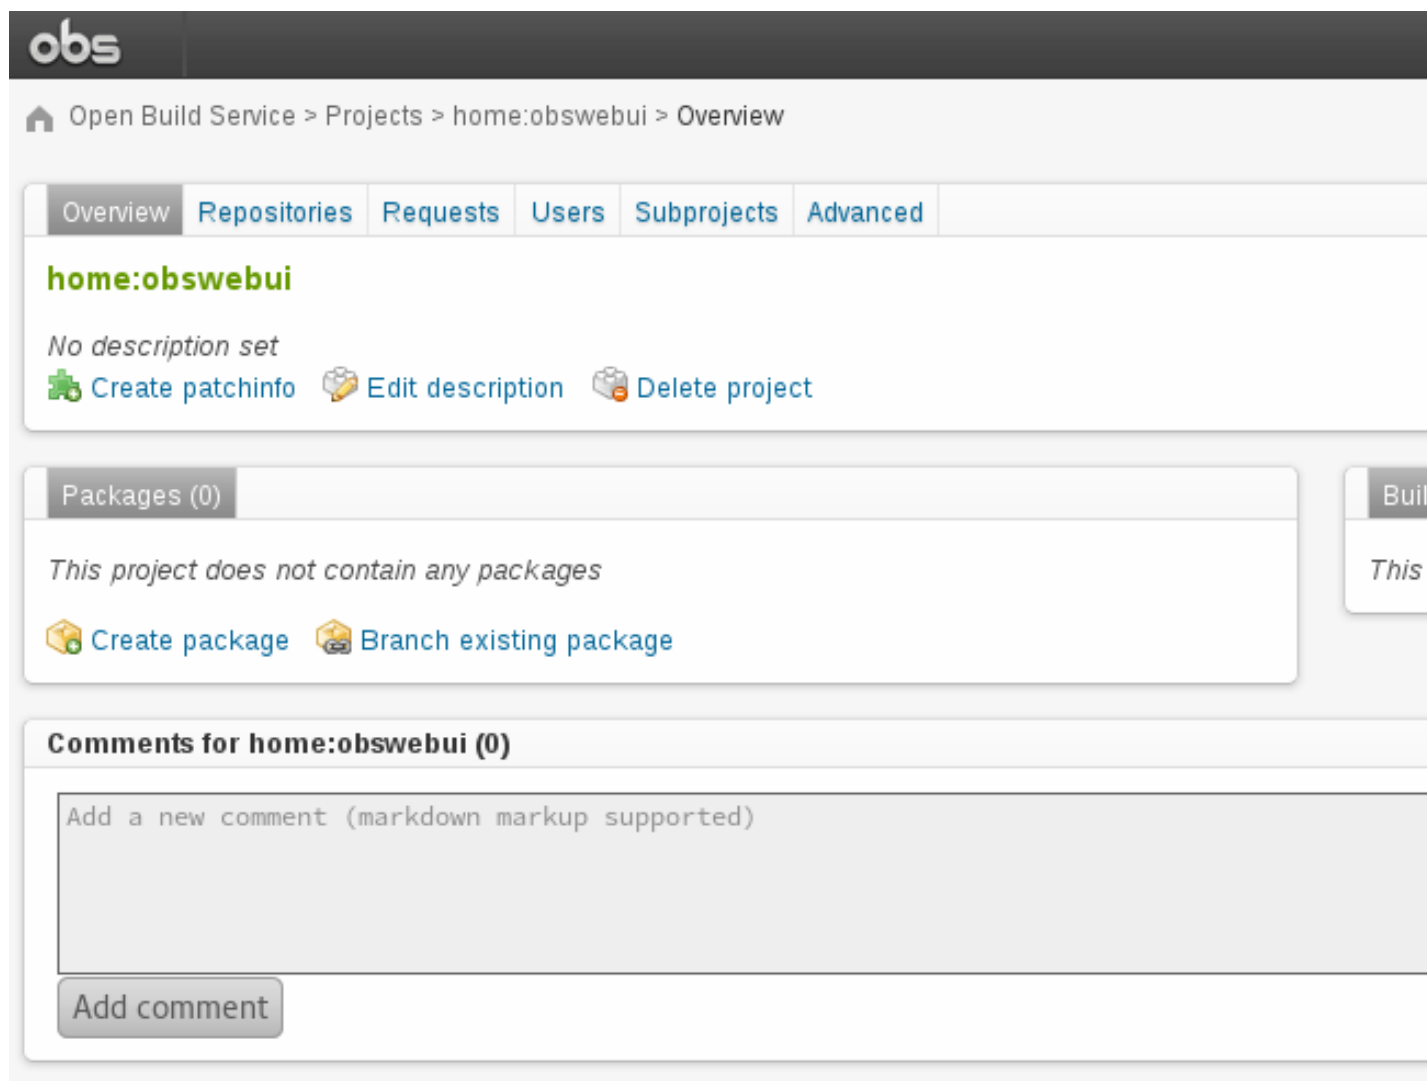 obs
Open Build Service > Projects > home:obswebui > Overview
Overview Repositories Requests Users Subprojects Advanced
home:obswebui
No description set
Create patchinfo Edit description Delete project
Packages (0)
This project does not contain any packages
Create package Branch existing package
Buil
This
Comments for home:obswebui (0)
Add a new comment (markdown markup supported)
Add comment